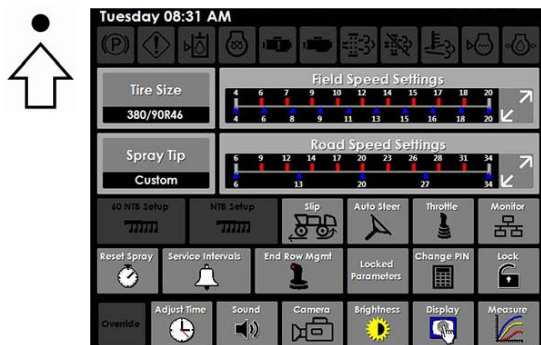 Tuesday 08:31 AM
(P)
Tire Size
380/90R46
Field Speed Settings
4 6 7 9 10 12 14 15 17 18 20
4 6 8 9 11 13 15 16 18 20
Spray Tip
Custom
Road Speed Settings
6 9 12 14 17 20 23 26 28 31 34
6 13 20 27 34
60 NTB Setup
NTB Setup
Slip
Auto Steer
Throttle
Monitor
Reset Spray
Service Intervals
End Row Mgmt
Locked
Parameters
Change PIN
Lock
Override
Adjust Time
Sound
Camera
Brightness
Display
Measure